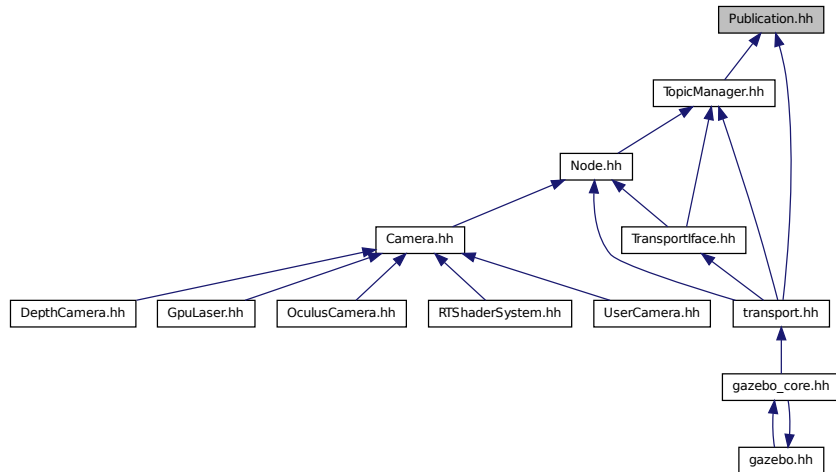 Publication.hh
TopicManager.hh
Node.hh
Camera.hh
TransportIface.hh
DepthCamera.hh
GpuLaser.hh
OculusCamera.hh
RTShaderSystem.hh
UserCamera.hh
transport.hh
gazebo_core.hh
gazebo.hh